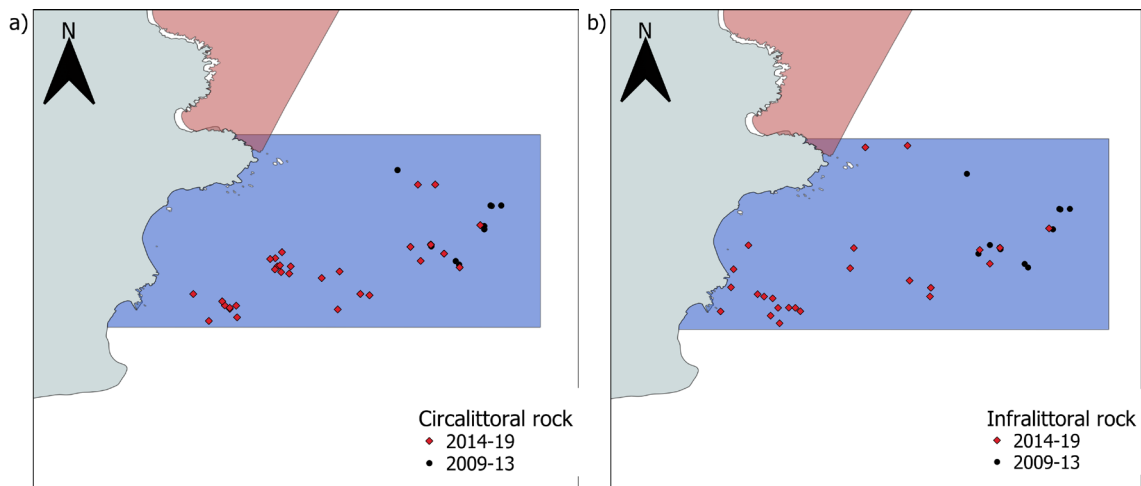 a)
N
Circalittoral rock
2014-19
2009-13
b)
N
Infralittoral rock
2014-19
2009-13